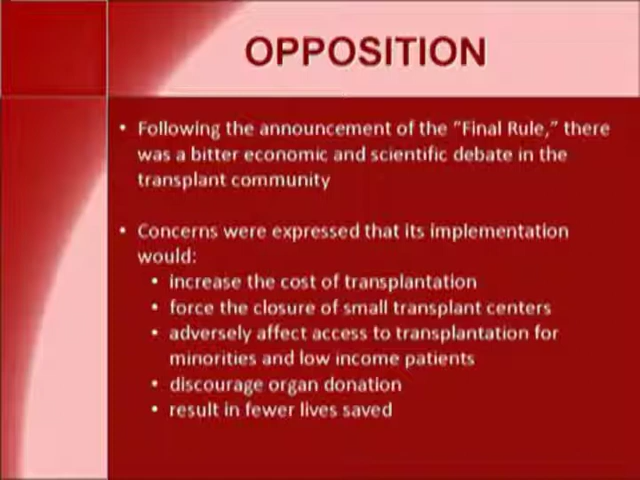 OPPOSITION
• Following the announcement of the "Final Rule," there
was a bitter economic and scientific debate in the
transplant community
• Concerns were expressed that its implementation
would:
• increase the cost of transplantation
• force the closure of small transplant centers
• adversely affect access to transplantation for
minorities and low income patients
• discourage organ donation
• result in fewer lives saved